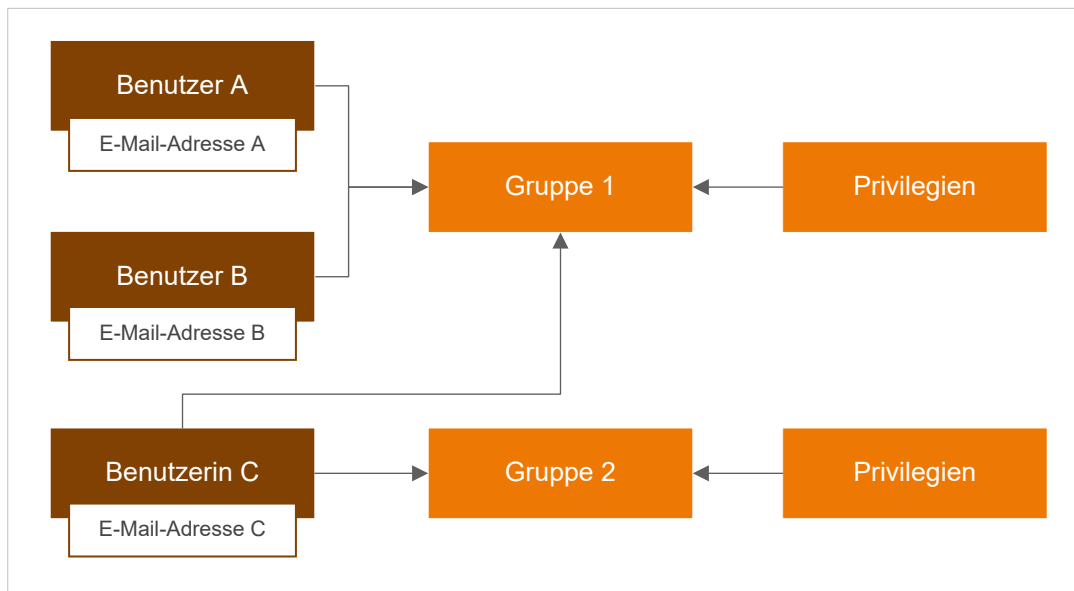 Benutzer A
E-Mail-Adresse A
Gruppe 1
Privilegien
Benutzer B
E-Mail-Adresse B
Benutzerin C
E-Mail-Adresse C
Gruppe 2
Privilegien